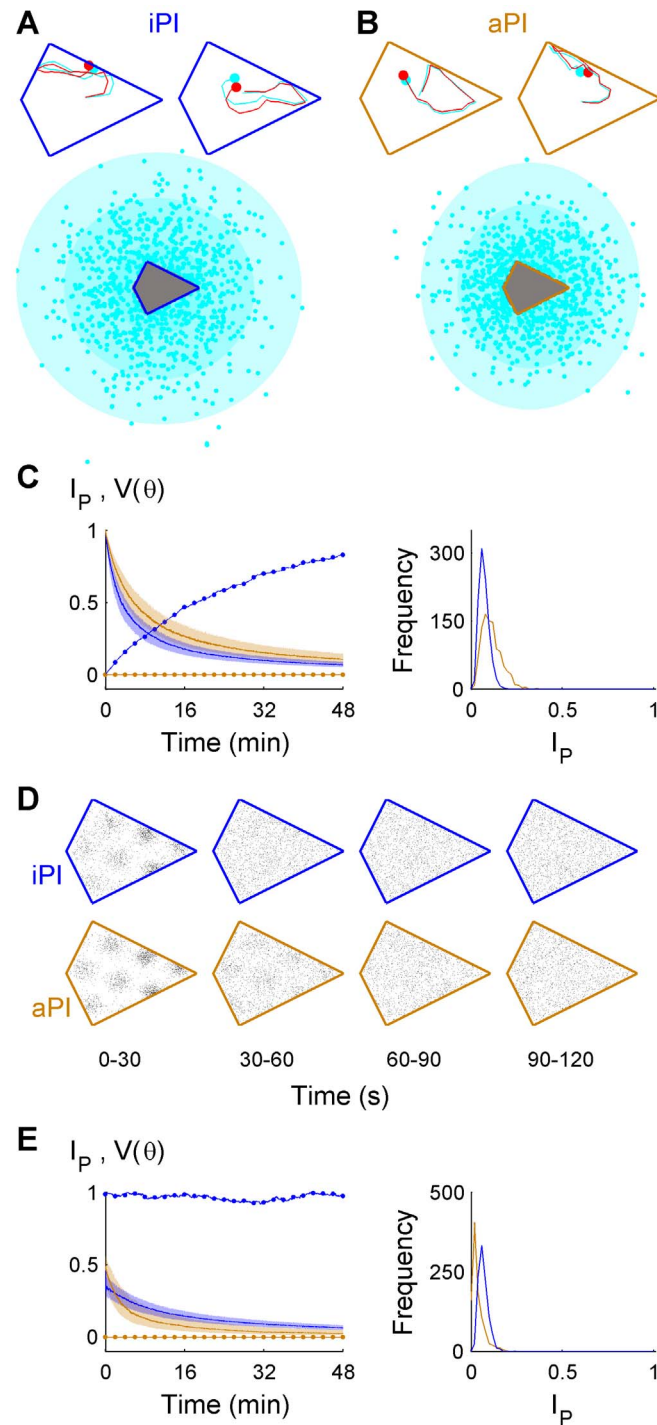 A iPI
B aPI
C I_P , V(θ)
1
0.5
0
0 16 32 48
Time (min)
Frequency
300
150
0
0 0.5 1
I_P
D
iPI
aPI
0-30 30-60 60-90 90-120
Time (s)
E I_P , V(θ)
1
0.5
0
0 16 32 48
Time (min)
Frequency
500
250
0
0 0.5 1
I_P